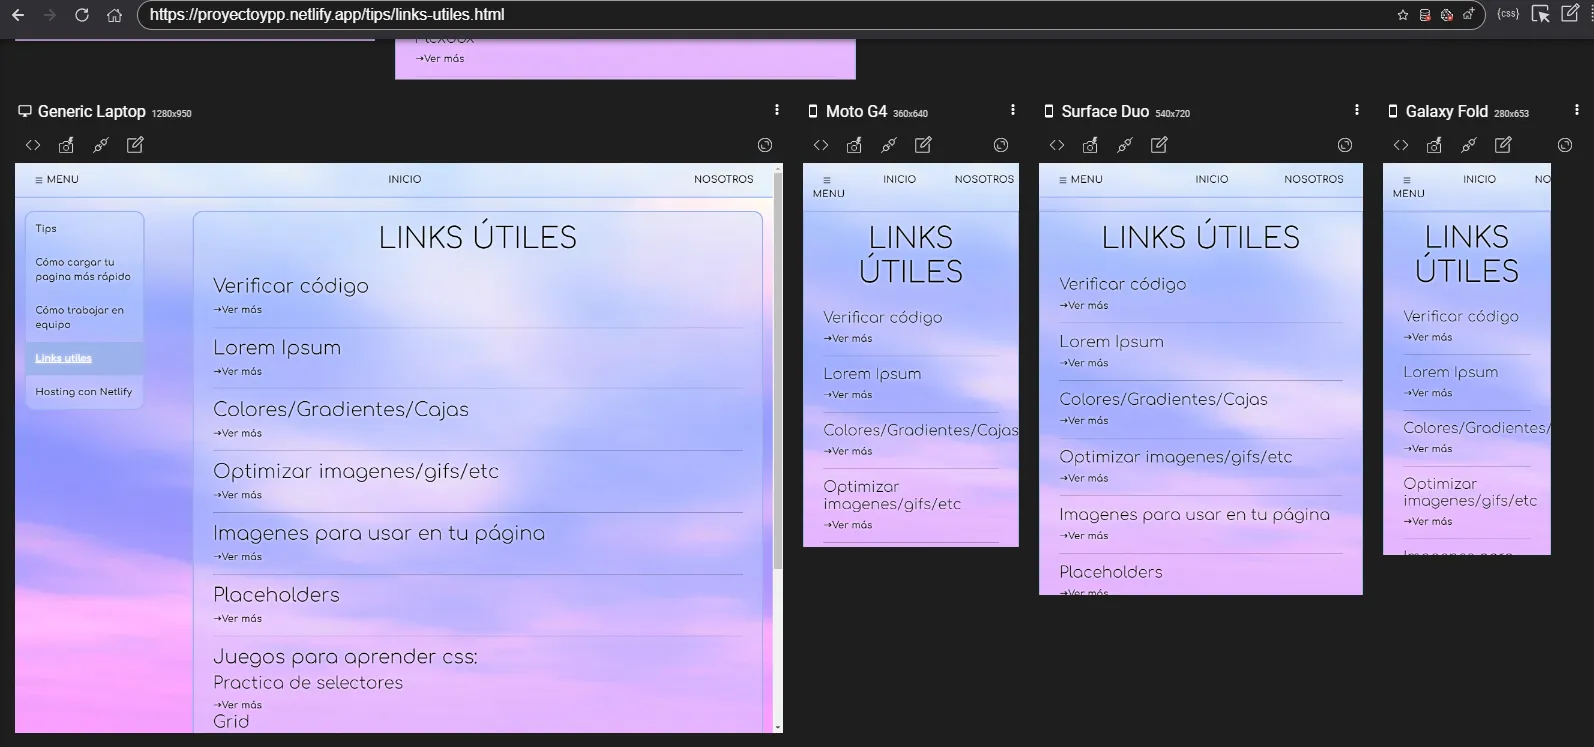 https://proyectoypp.netlify.app/tips/links-utiles.html
{css}
→Ver más
Generic Laptop 1280x950
≡ MENU
INICIO
NOSOTROS
Tips
Cómo cargar tu
pagina más rápido
Cómo trabajar en
equipo
Links utiles
Hosting con Netlify
LINKS ÚTILES
Verificar código
→Ver más
Lorem Ipsum
→Ver más
Colores/Gradientes/Cajas
→Ver más
Optimizar imagenes/gifs/etc
→Ver más
Imagenes para usar en tu página
→Ver más
Placeholders
→Ver más
Juegos para aprender css:
Practica de selectores
→Ver más
Grid
Moto G4 360x640
≡
MENU
INICIO
NOSOTROS
LINKS
ÚTILES
Verificar código
→Ver más
Lorem Ipsum
→Ver más
Colores/Gradientes/Cajas
→Ver más
Optimizar
imagenes/gifs/etc
→Ver más
Surface Duo 540x720
≡ MENU
INICIO
NOSOTROS
LINKS ÚTILES
Verificar código
→Ver más
Lorem Ipsum
→Ver más
Colores/Gradientes/Cajas
→Ver más
Optimizar imagenes/gifs/etc
→Ver más
Imagenes para usar en tu página
→Ver más
Placeholders
→Ver más
Galaxy Fold 280x653
≡
MENU
INICIO
NO
LINKS
ÚTILES
Verificar código
→Ver más
Lorem Ipsum
→Ver más
Colores/Gradientes/
→Ver más
Optimizar
imagenes/gifs/etc
→Ver más